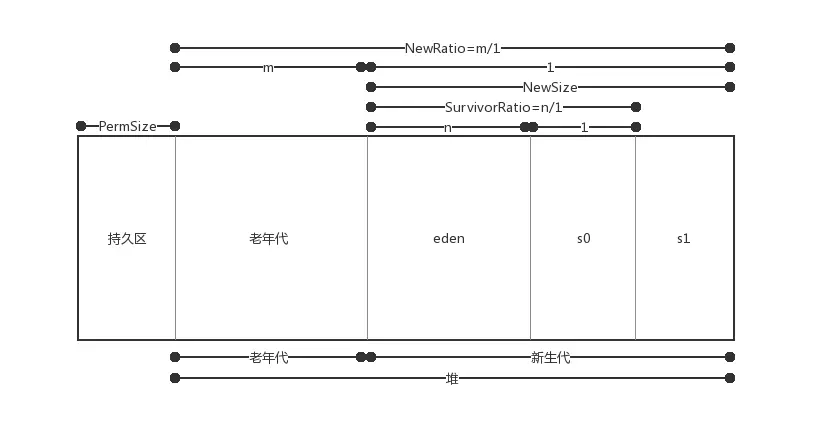 NewRatio=m/1
m 1
NewSize
SurvivorRatio=n/1
PermSize n 1
持久区 老年代 eden s0 s1
老年代 新生代
堆